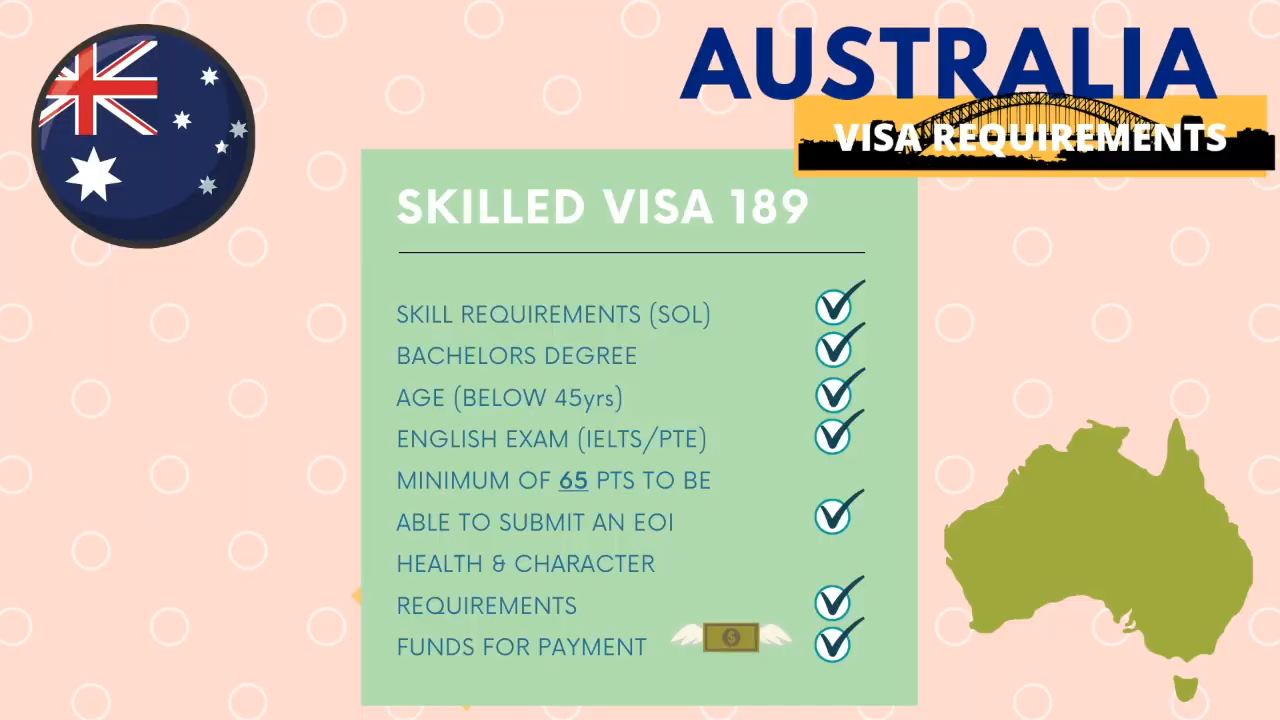 AUSTRALIA
VISA REQUIREMENTS
SKILLED VISA 189
SKILL REQUIREMENTS (SOL)
BACHELORS DEGREE
AGE (BELOW 45yrs)
ENGLISH EXAM (IELTS/PTE)
MINIMUM OF 65 PTS TO BE
ABLE TO SUBMIT AN EOI
HEALTH & CHARACTER
REQUIREMENTS
FUNDS FOR PAYMENT
$